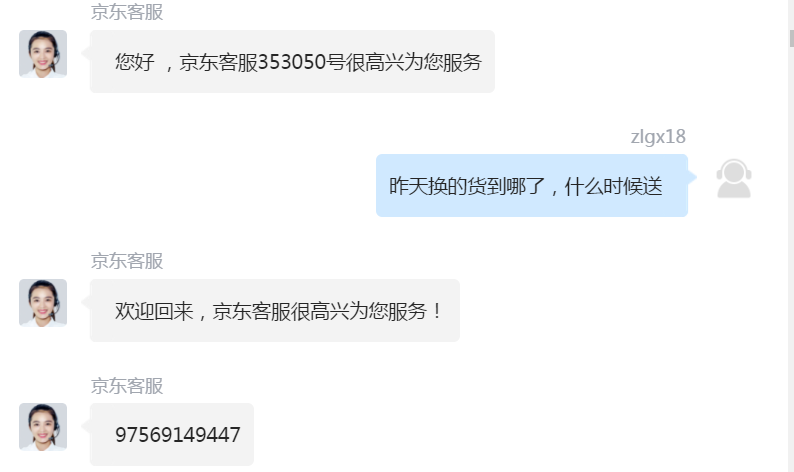 京东客服
您好 ，京东客服353050号很高兴为您服务
zlgx18
昨天换的货到哪了，什么时候送
京东客服
欢迎回来，京东客服很高兴为您服务！
京东客服
97569149447